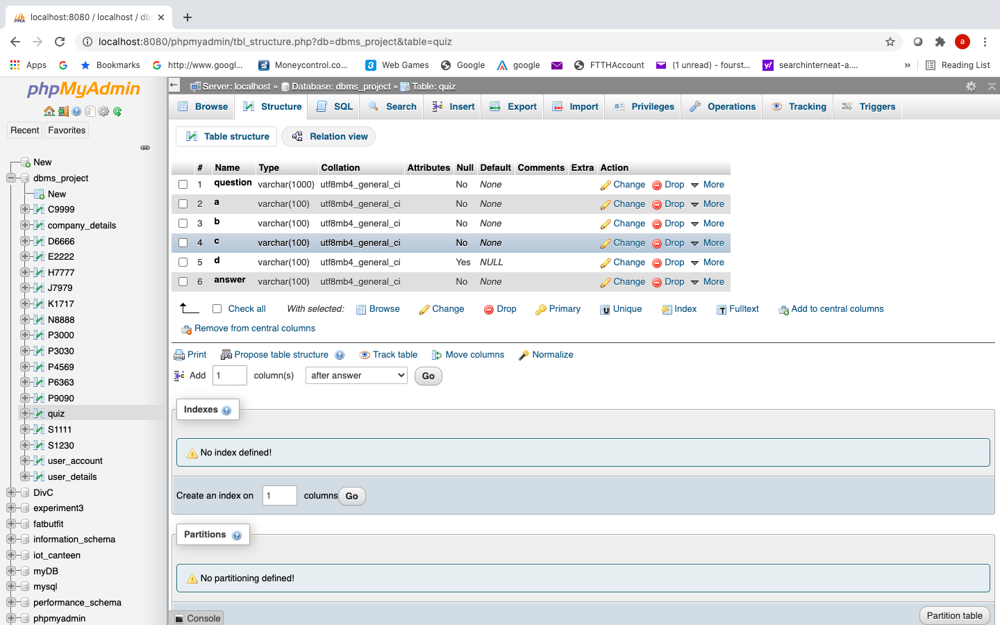 localhost:8080 / localhost / db
localhost:8080/phpmyadmin/tbl_structure.php?db=dbms_project&table=quiz
a
Apps
Bookmarks
http://www.googl...
Moneycontrol.co...
Web Games
Google
google
FTTHAccount
(1 unread) - fourst...
searchinterneat-a....
»
Reading List
phpMyAdmin
Recent
Favorites
New
dbms_project
New
C9999
company_details
D6666
E2222
H7777
J7979
K1717
N8888
P3000
P3030
P4569
P6363
P9090
quiz
S1111
S1230
user_account
user_details
DivC
experiment3
fatbutfit
information_schema
iot_canteen
myDB
mysql
performance_schema
phpmyadmin
Server: localhost » Database: dbms_project » Table: quiz
Browse Structure SQL Search Insert Export Import Privileges Operations Tracking Triggers
Table structure Relation view
# Name Type Collation Attributes Null Default Comments Extra Action
1 question varchar(1000) utf8mb4_general_ci No None Change Drop More
2 a varchar(100) utf8mb4_general_ci No None Change Drop More
3 b varchar(100) utf8mb4_general_ci No None Change Drop More
4 c varchar(100) utf8mb4_general_ci No None Change Drop More
5 d varchar(100) utf8mb4_general_ci Yes NULL Change Drop More
6 answer varchar(100) utf8mb4_general_ci No None Change Drop More
Check all With selected: Browse Change Drop Primary Unique Index Fulltext Add to central columns
Remove from central columns
Print Propose table structure Track table Move columns Normalize
Add 1 column(s) after answer Go
Indexes
No index defined!
Create an index on 1 columns Go
Partitions
No partitioning defined!
Partition table
Console